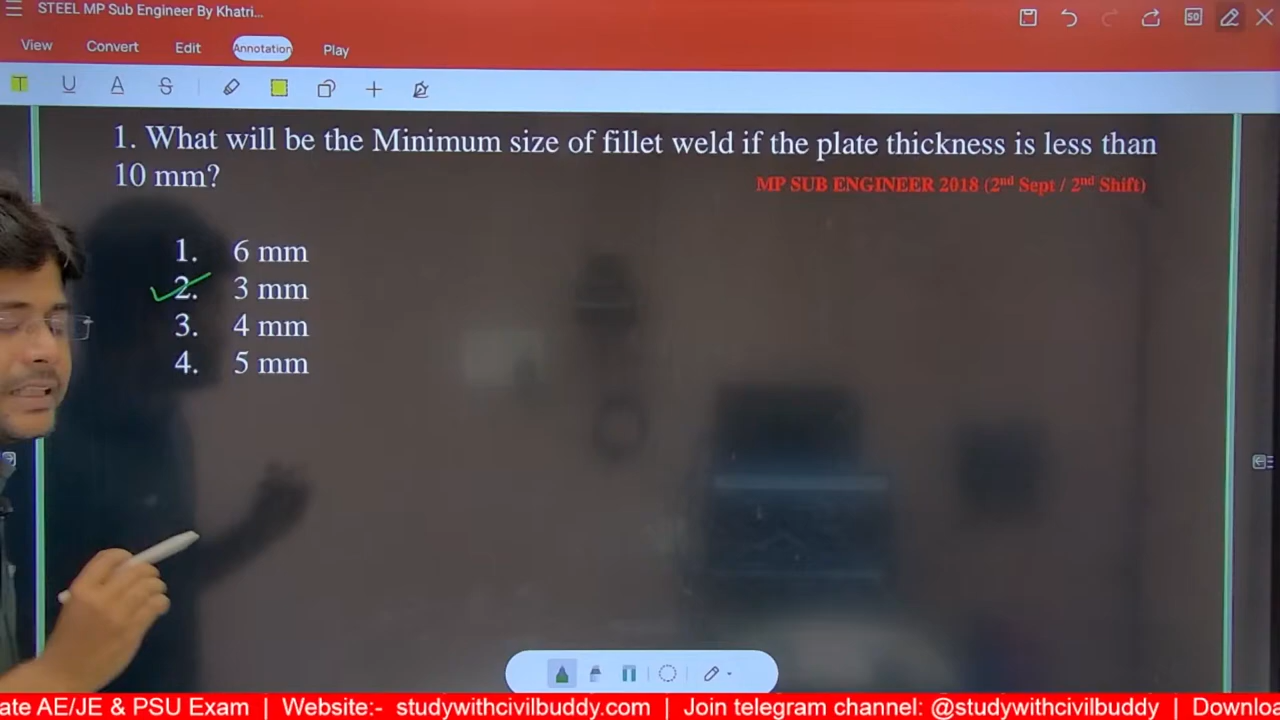 STEEL MP Sub Engineer By Khatri...
50
View Convert Edit Annotation Play
T U A S
1. What will be the Minimum size of fillet weld if the plate thickness is less than
10 mm?
MP SUB ENGINEER 2018 (2nd Sept / 2nd Shift)
1. 6 mm
2. 3 mm
3. 4 mm
4. 5 mm
ate AE/JE & PSU Exam | Website:- studywithcivilbuddy.com | Join telegram channel: @studywithcivilbuddy | Downloa